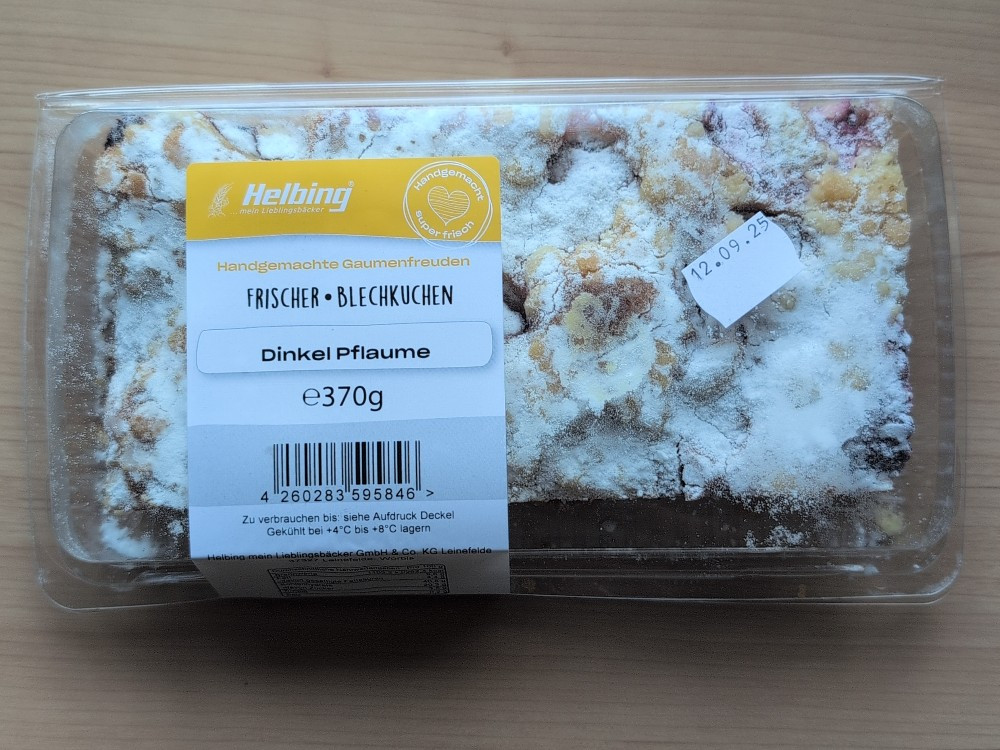 Helbing
mein Lieblingsbäcker
Handgemacht
super frisch
Handgemachte Gaumenfreuden
FRISCHER • BLECHKUCHEN
Dinkel Pflaume
℮370g
4 260283 595846 >
Zu verbrauchen bis: siehe Aufdruck Deckel
Gekühlt bei +4°C bis +8°C lagern
Helbing mein Lieblingsbäcker GmbH & Co. KG Leinefelde
12.09.25